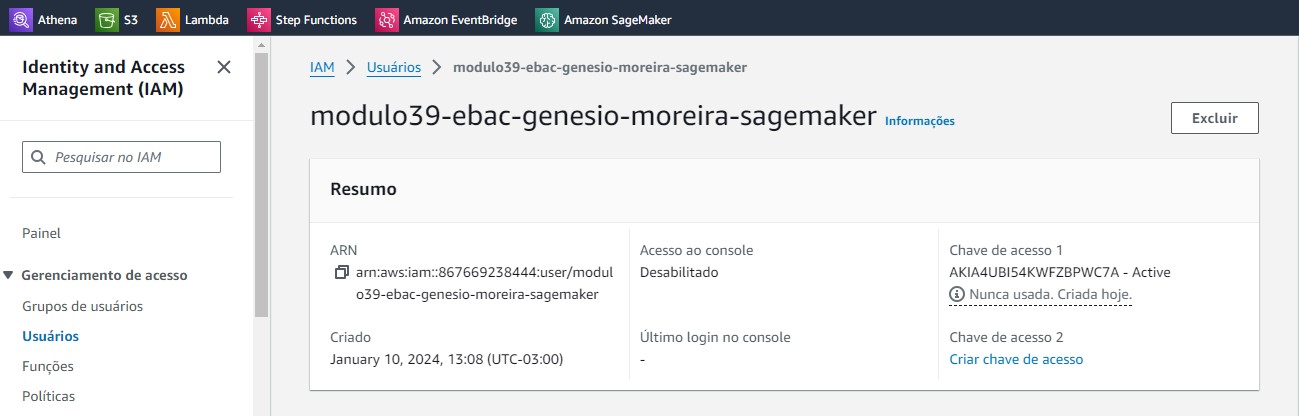 Athena S3 Lambda Step Functions Amazon EventBridge Amazon SageMaker
Identity and Access
Management (IAM)
Pesquisar no IAM
Painel
Gerenciamento de acesso
Grupos de usuários
Usuários
Funções
Políticas
IAM > Usuários > modulo39-ebac-genesio-moreira-sagemaker
modulo39-ebac-genesio-moreira-sagemaker Informações
Excluir
Resumo
ARN
arn:aws:iam::867669238444:user/modul
o39-ebac-genesio-moreira-sagemaker
Criado
January 10, 2024, 13:08 (UTC-03:00)
Acesso ao console
Desabilitado
Último login no console
-
Chave de acesso 1
AKIA4UBI54KWFZBPWC7A - Active
Nunca usada. Criada hoje.
Chave de acesso 2
Criar chave de acesso